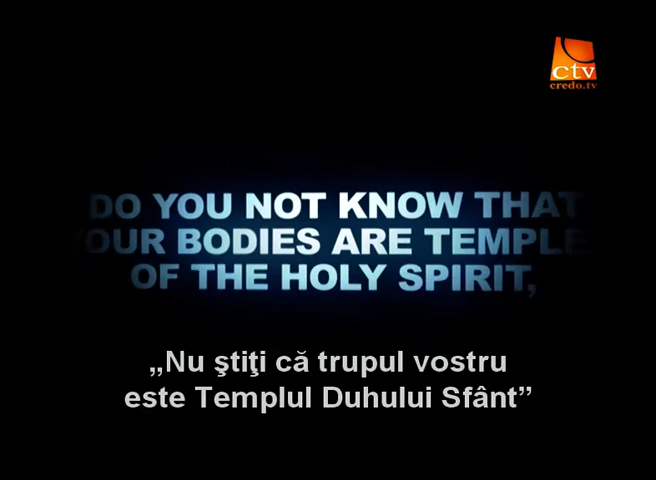 ctv
credo.tv
DO YOU NOT KNOW THAT
YOUR BODIES ARE TEMPLE
OF THE HOLY SPIRIT,
„Nu ştiţi că trupul vostru
este Templul Duhului Sfânt”